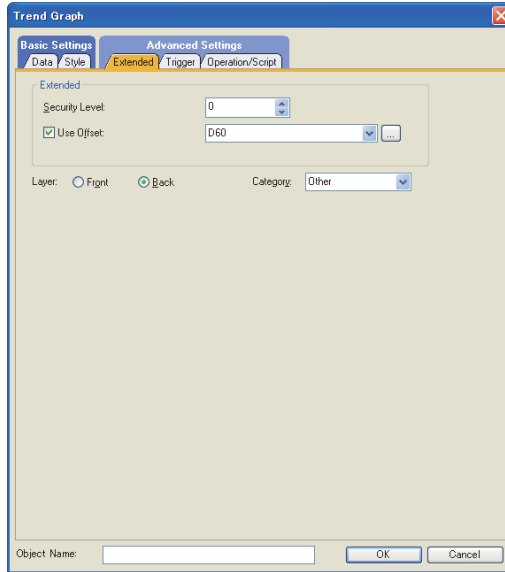 Trend Graph
Basic Settings Advanced Settings
Data Style Extended Trigger Operation/Script
Extended
Security Level: 0
Use Offset: D60 ...
Layer: Front Back Category: Other
Object Name: OK Cancel